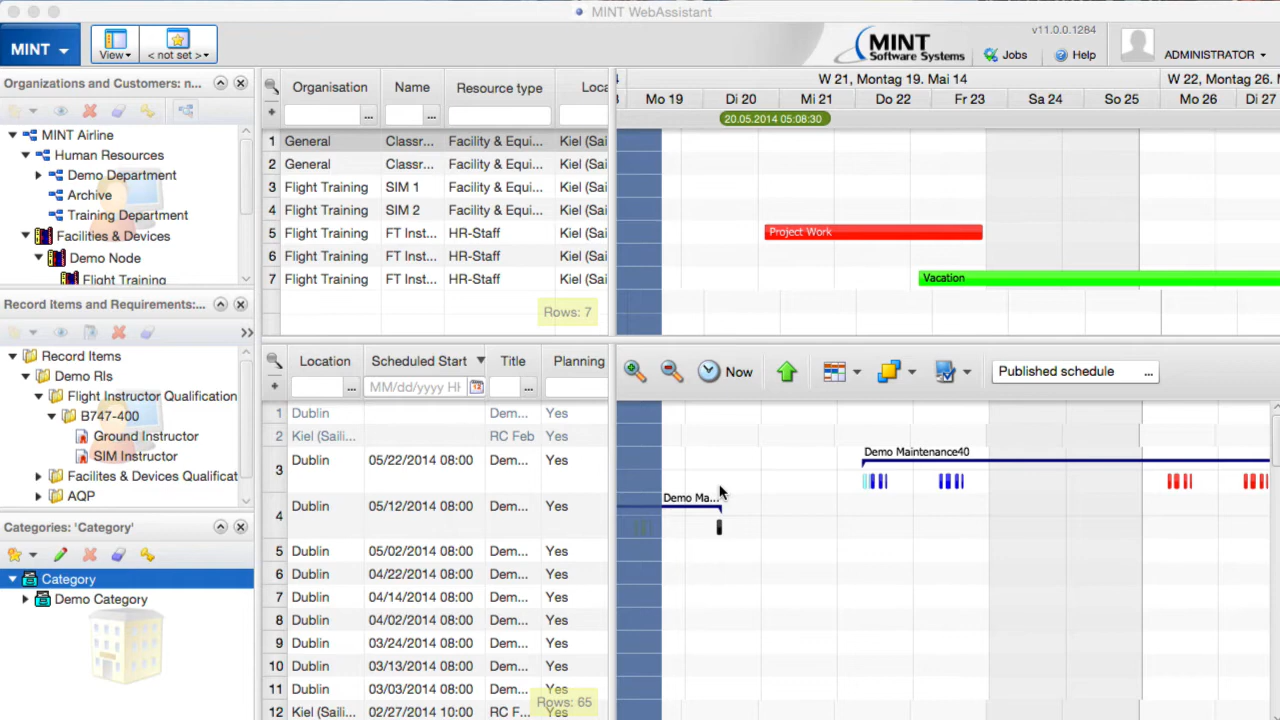 MINT WebAssistant
MINT
View
< not set >
MINT
Software Systems
v11.0.0.1284
Jobs
Help
ADMINISTRATOR
Organizations and Customers: n...
MINT Airline
Human Resources
Demo Department
Archive
Training Department
Facilities & Devices
Demo Node
Flight Training
Record Items and Requirements:...
Record Items
Demo RIs
Flight Instructor Qualification
B747-400
Ground Instructor
SIM Instructor
Facilites & Devices Qualificat
AQP
Categories: 'Category'
Category
Demo Category
Organisation Name Resource type Loca
... ...
1 General Classr... Facility & Equi... Kiel (Sai
2 General Classr... Facility & Equi... Kiel (Sai
3 Flight Training SIM 1 Facility & Equi... Kiel (Sai
4 Flight Training SIM 2 Facility & Equi... Kiel (Sai
5 Flight Training FT Inst... HR-Staff Kiel (Sai
6 Flight Training FT Inst... HR-Staff Kiel (Sai
7 Flight Training FT Inst... HR-Staff Kiel (Sai
Rows: 7
W 21, Montag 19. Mai 14 W 22, Montag 26.
Mo 19 Di 20 Mi 21 Do 22 Fr 23 Sa 24 So 25 Mo 26 Di 27
20.05.2014 05:08:30
Project Work
Vacation
Location Scheduled Start Title Planning
... MM/dd/yyyy HI ...
1 Dublin Dem... Yes
2 Kiel (Saili... RC Feb Yes
3 Dublin 05/22/2014 08:00 Dem... Yes
4 Dublin 05/12/2014 08:00 Dem... Yes
5 Dublin 05/02/2014 08:00 Dem... Yes
6 Dublin 04/22/2014 08:00 Dem... Yes
7 Dublin 04/14/2014 08:00 Dem... Yes
8 Dublin 04/02/2014 08:00 Dem... Yes
9 Dublin 03/24/2014 08:00 Dem... Yes
10 Dublin 03/13/2014 08:00 Dem... Yes
11 Dublin 03/03/2014 08:00 Dem... Yes
12 Kiel (Saili... 02/27/2014 10:00 RC F... Yes
Rows: 65
Now
Published schedule ...
Demo Maintenance40
Demo Ma...